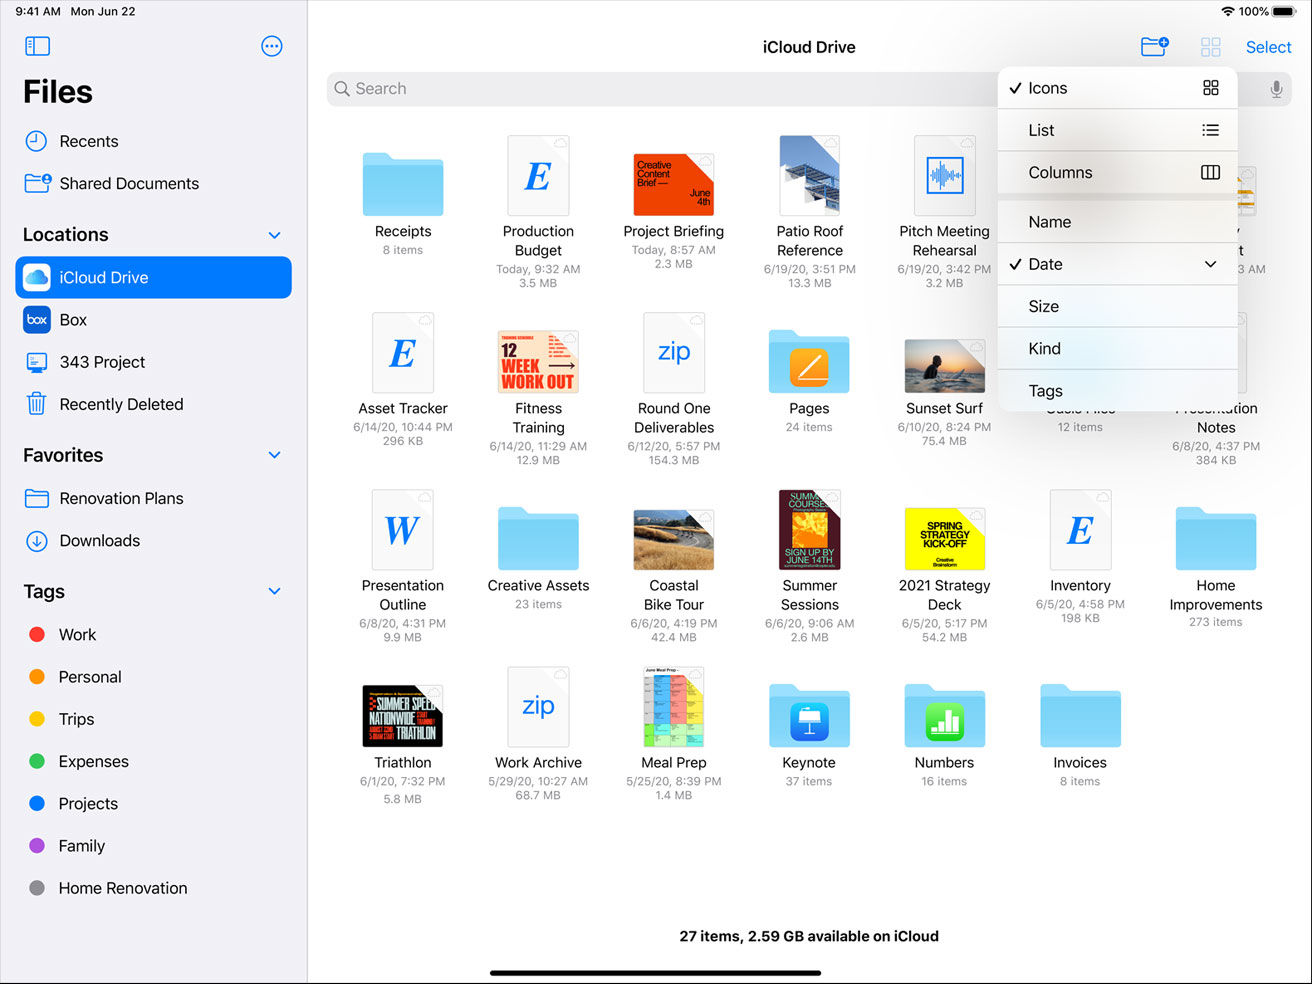 9:41 AM Mon Jun 22
100%
Files
Recents
Shared Documents
Locations
iCloud Drive
box
Box
343 Project
Recently Deleted
Favorites
Renovation Plans
Downloads
Tags
Work
Personal
Trips
Expenses
Projects
Family
Home Renovation
iCloud Drive
Select
Search
Icons
List
Columns
Name
Date
Size
Kind
Tags
Receipts
8 items
E
Production
Budget
Today, 9:32 AM
3.5 MB
Creative
Content
Brief —
June
4th
Project Briefing
Today, 8:57 AM
2.3 MB
Patio Roof
Reference
6/19/20, 3:51 PM
13.3 MB
Pitch Meeting
Rehearsal
6/19/20, 3:42 PM
3.2 MB
E
Asset Tracker
6/14/20, 10:44 PM
296 KB
12
WEEK
WORK OUT
Fitness
Training
6/14/20, 11:29 AM
12.9 MB
zip
Round One
Deliverables
6/12/20, 5:57 PM
154.3 MB
Pages
24 items
Sunset Surf
6/10/20, 8:24 PM
75.4 MB
12 items
Presentation
Notes
6/8/20, 4:37 PM
384 KB
W
Presentation
Outline
6/8/20, 4:31 PM
9.9 MB
Creative Assets
23 items
Coastal
Bike Tour
6/6/20, 4:19 PM
42.4 MB
SUMM
COURSE
SIGN UP BY
JUNE 14TH
Summer
Sessions
6/6/20, 9:06 AM
2.6 MB
SPRING
STRATEGY
KICK-OFF
Creative
Brainstorm
2021 Strategy
Deck
6/5/20, 5:17 PM
54.2 MB
E
Inventory
6/5/20, 4:58 PM
198 KB
Home
Improvements
273 items
SUMMER SPEE
NATIONWIDE
TRIATHLON
Triathlon
6/1/20, 7:32 PM
5.8 MB
zip
Work Archive
5/29/20, 10:27 AM
68.7 MB
June Meal Prep –
Meal Prep
5/25/20, 8:39 PM
1.4 MB
Keynote
37 items
Numbers
16 items
Invoices
8 items
27 items, 2.59 GB available on iCloud